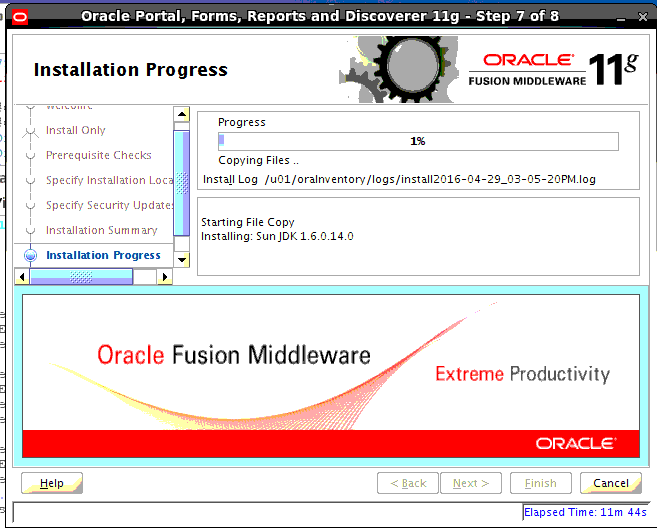 Oracle Portal, Forms, Reports and Discoverer 11g - Step 7 of 8
Installation Progress
ORACLE
FUSION MIDDLEWARE 11g
Welcome
Install Only
Prerequisite Checks
Specify Installation Loca
Specify Security Updates
Installation Summary
Installation Progress
Progress
1%
Copying Files ..
Install Log /u01/oraInventory/logs/install2016-04-29_03-05-20PM.log
Starting File Copy
Installing: Sun JDK 1.6.0.14.0
Oracle Fusion Middleware
Extreme Productivity
ORACLE
Help
< Back
Next >
Finish
Cancel
Elapsed Time: 11m 44s